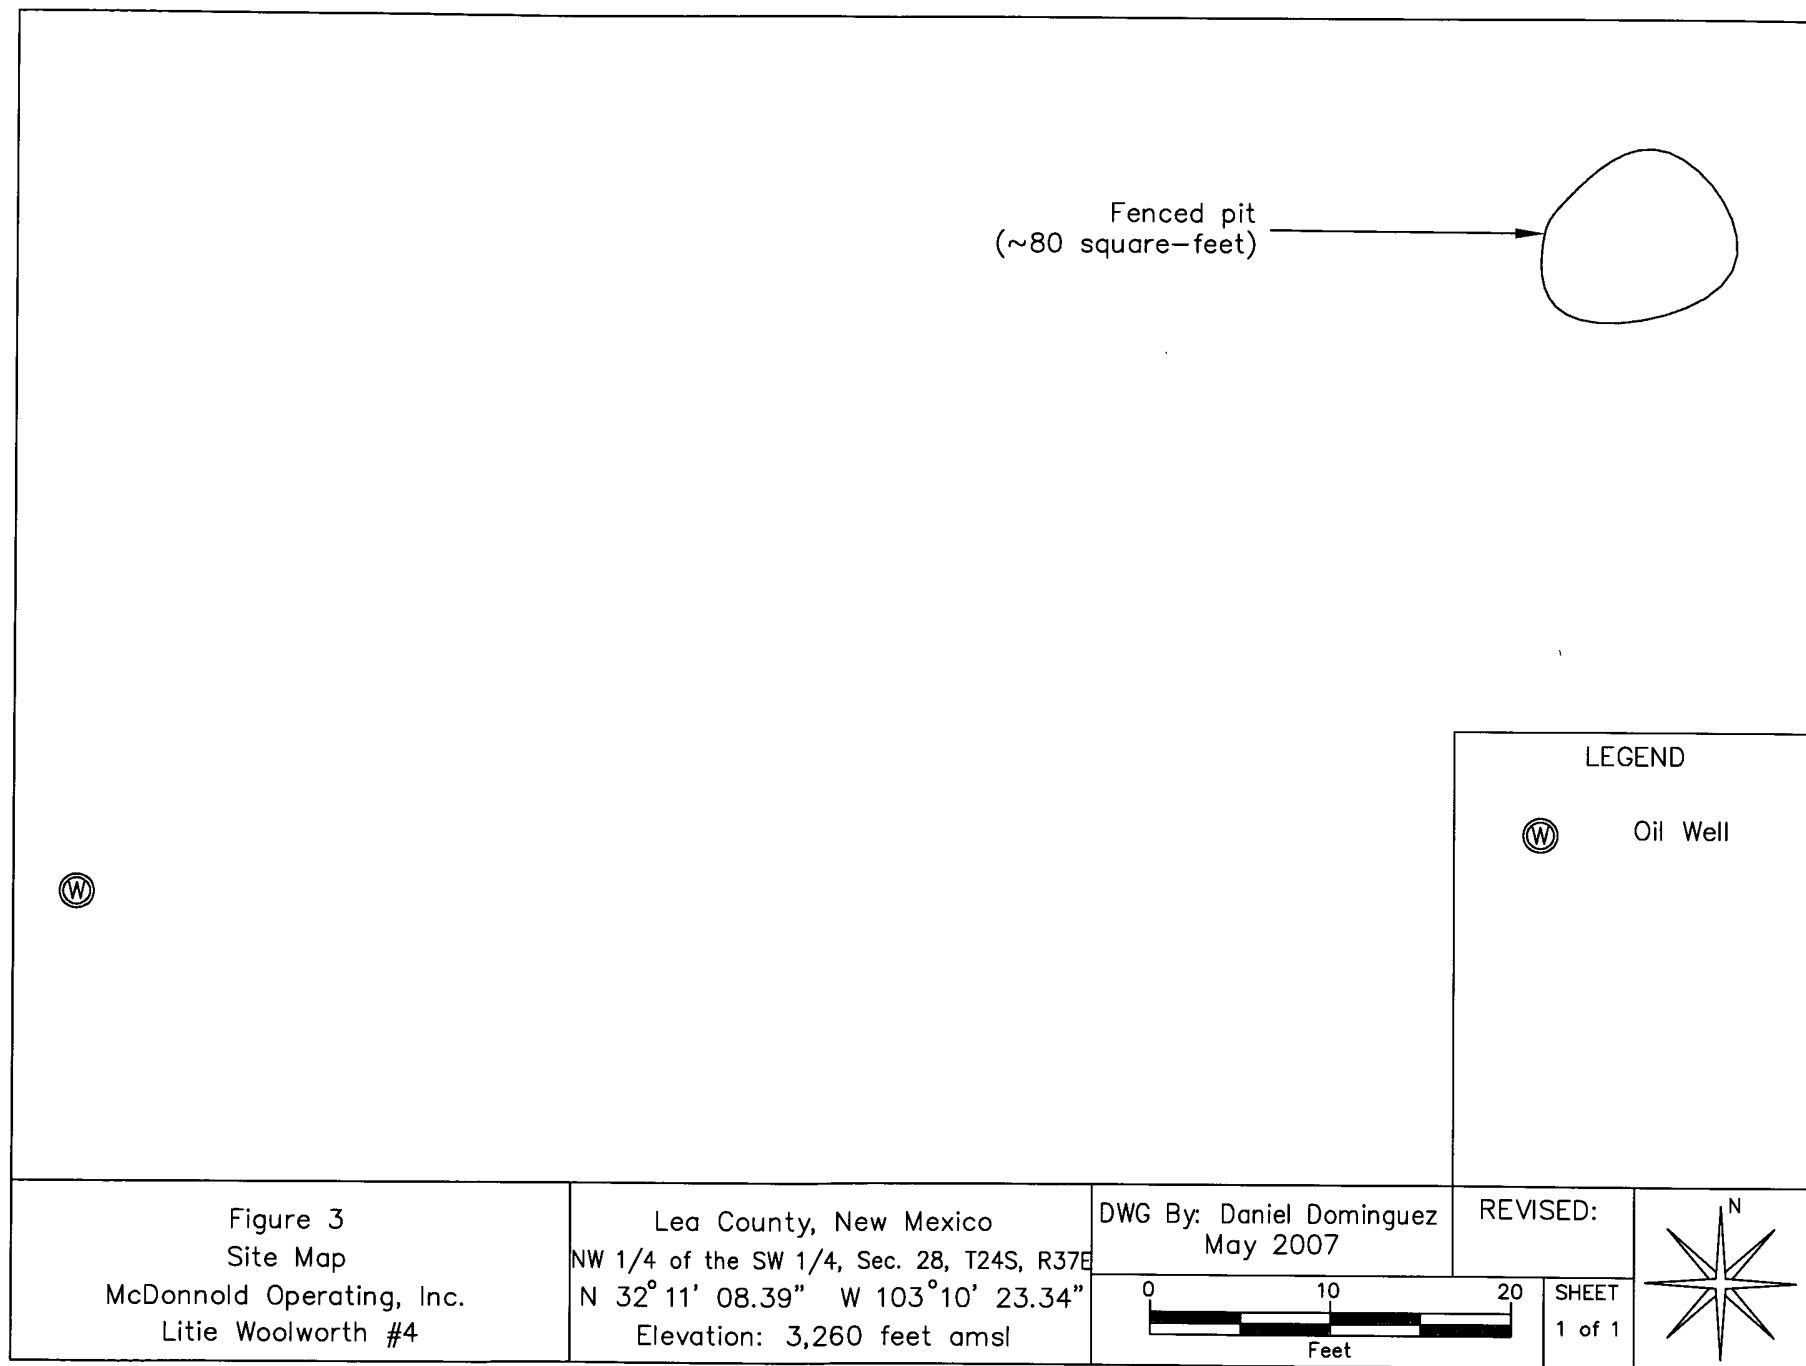 Fenced pit
(~80 square-feet)
LEGEND
W Oil Well
W
Figure 3
Site Map
McDonnold Operating, Inc.
Litie Woolworth #4
Lea County, New Mexico
NW 1/4 of the SW 1/4, Sec. 28, T24S, R37E
N 32° 11' 08.39" W 103°10' 23.34"
Elevation: 3,260 feet amsl
DWG By: Daniel Dominguez
May 2007
REVISED:
0 10 20
Feet
SHEET
1 of 1
N